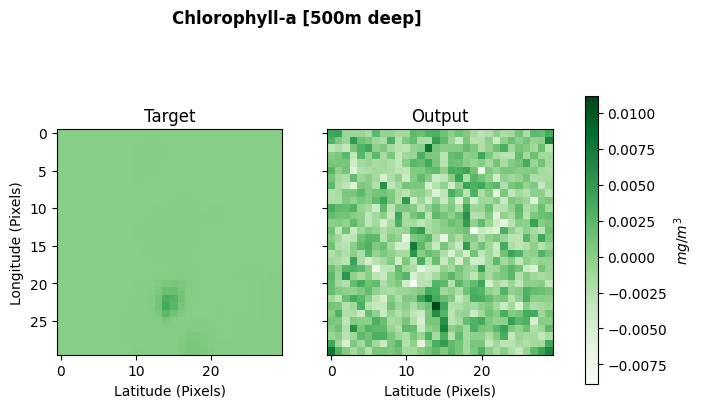 Chlorophyll-a [500m deep]
Target
Output
0
5
10
15
20
25
Longitude (Pixels)
0
20
Latitude (Pixels)
0
10
20
Latitude (Pixels)
0.0100
0.0075
0.0050
0.0025
0.0000
−0.0025
−0.0050
−0.0075
mg/m³